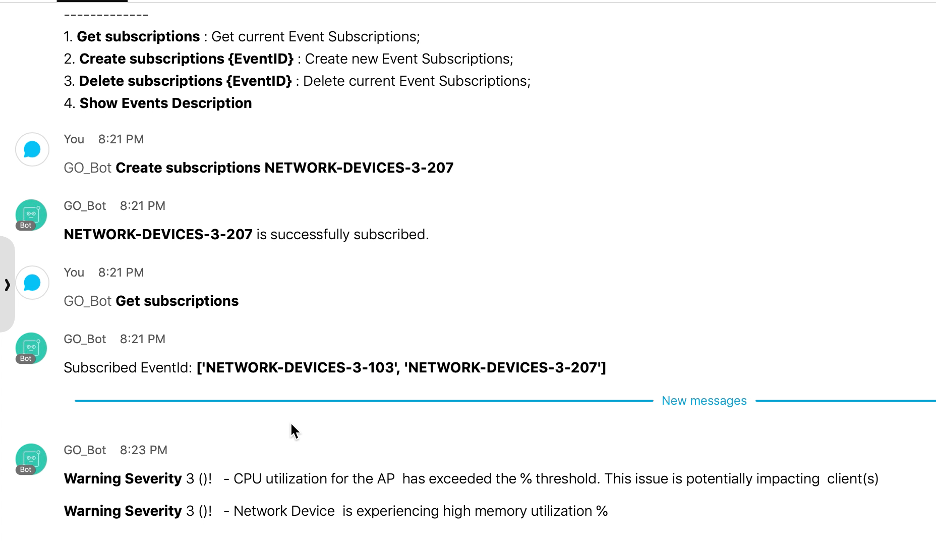 -------------
1. Get subscriptions : Get current Event Subscriptions;
2. Create subscriptions {EventID} : Create new Event Subscriptions;
3. Delete subscriptions {EventID} : Delete current Event Subscriptions;
4. Show Events Description
You 8:21 PM
GO_Bot Create subscriptions NETWORK-DEVICES-3-207
GO_Bot 8:21 PM
Bot
NETWORK-DEVICES-3-207 is successfully subscribed.
You 8:21 PM
GO_Bot Get subscriptions
GO_Bot 8:21 PM
Bot
Subscribed EventId: ['NETWORK-DEVICES-3-103', 'NETWORK-DEVICES-3-207']
New messages
GO_Bot 8:23 PM
Bot
Warning Severity 3 ()! - CPU utilization for the AP has exceeded the % threshold. This issue is potentially impacting client(s)
Warning Severity 3 ()! - Network Device is experiencing high memory utilization %